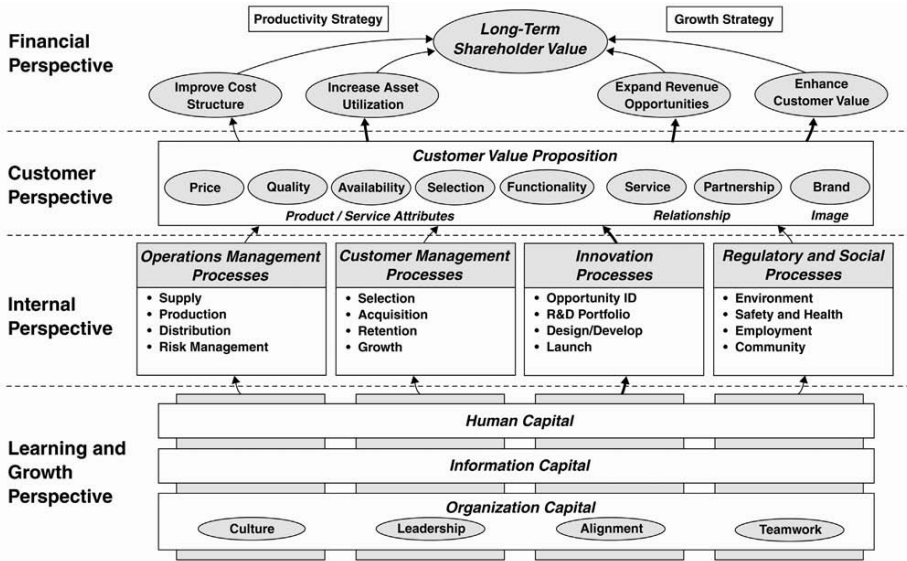 Financial
Perspective
Productivity Strategy
Long-Term
Shareholder Value
Growth Strategy
Improve Cost
Structure
Increase Asset
Utilization
Expand Revenue
Opportunities
Enhance
Customer Value
Customer
Perspective
Customer Value Proposition
Price
Quality
Availability
Selection
Functionality
Service
Partnership
Brand
Product / Service Attributes
Relationship
Image
Internal
Perspective
Operations Management
Processes
• Supply
• Production
• Distribution
• Risk Management
Customer Management
Processes
• Selection
• Acquisition
• Retention
• Growth
Innovation
Processes
• Opportunity ID
• R&D Portfolio
• Design/Develop
• Launch
Regulatory and Social
Processes
• Environment
• Safety and Health
• Employment
• Community
Learning and
Growth
Perspective
Human Capital
Information Capital
Organization Capital
Culture
Leadership
Alignment
Teamwork